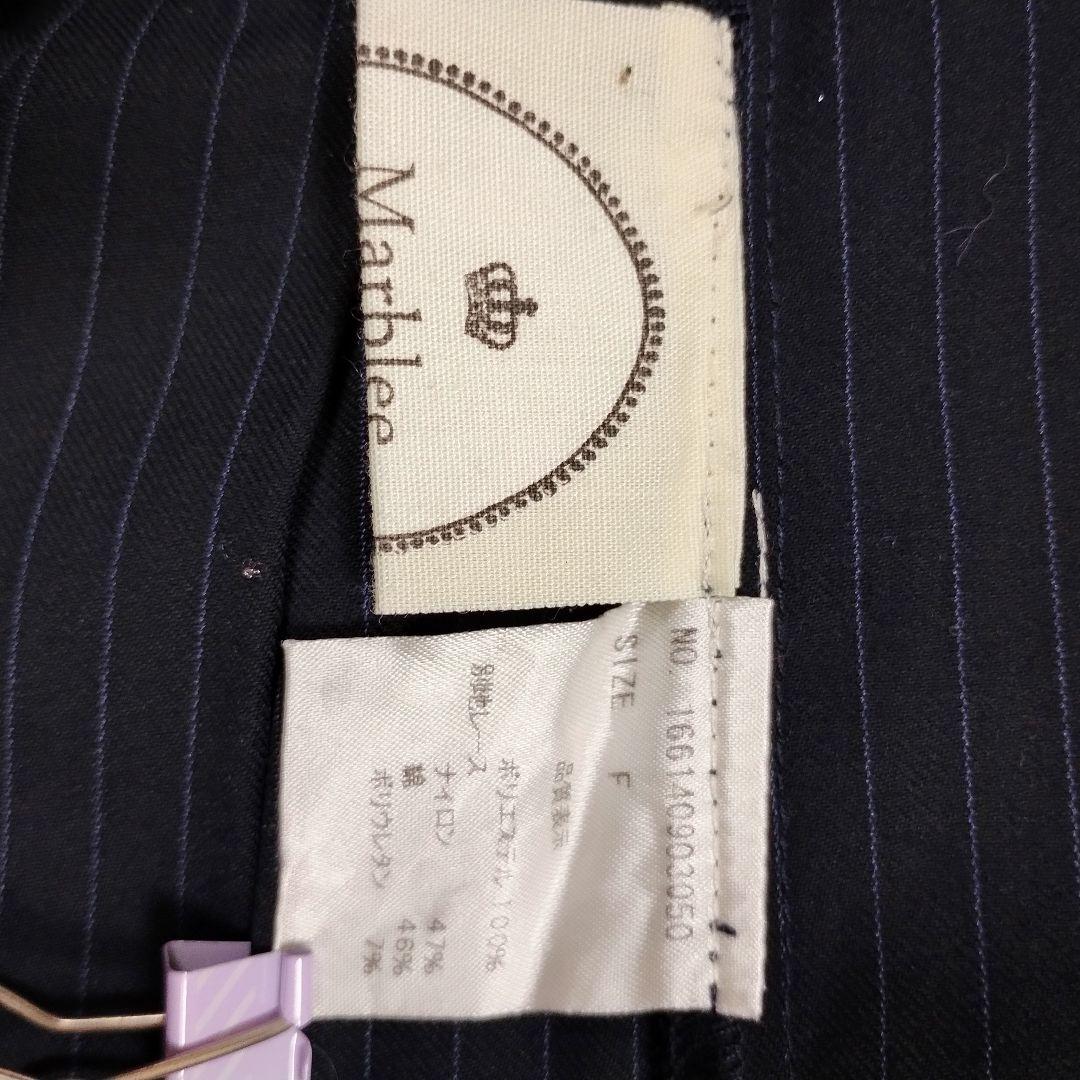 Marblee
NO. 166140903050
SIZE F
品質表示
ポリエステル 100%
別地レース
ナイロン 47%
綿 46%
ポリウレタン 7%